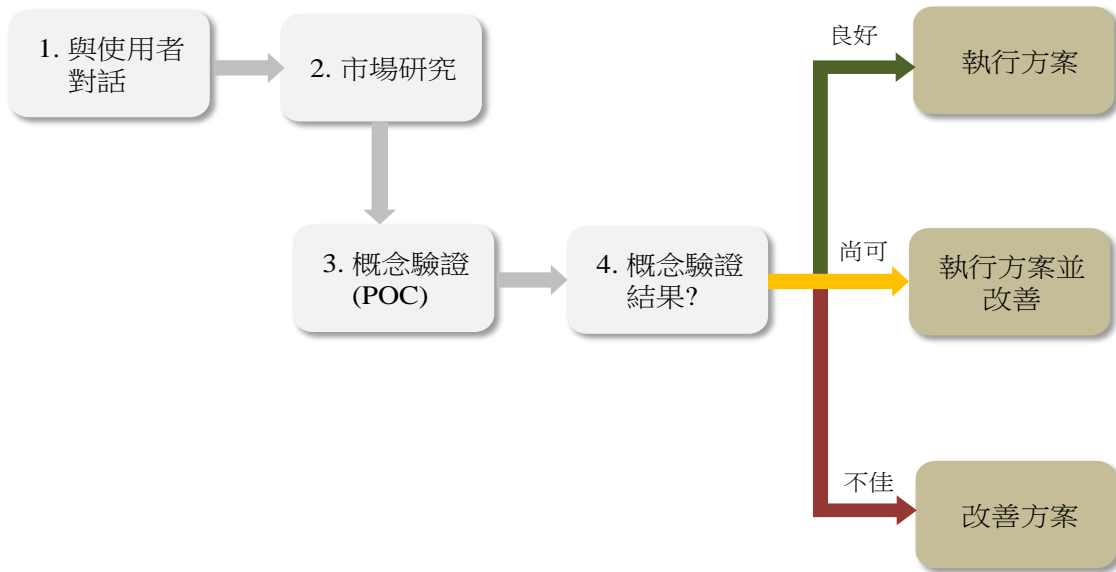 1. 與使用者
對話
2. 市場研究
3. 概念驗證
(POC)
4. 概念驗證
結果?
良好
執行方案
尚可
執行方案並
改善
不佳
改善方案